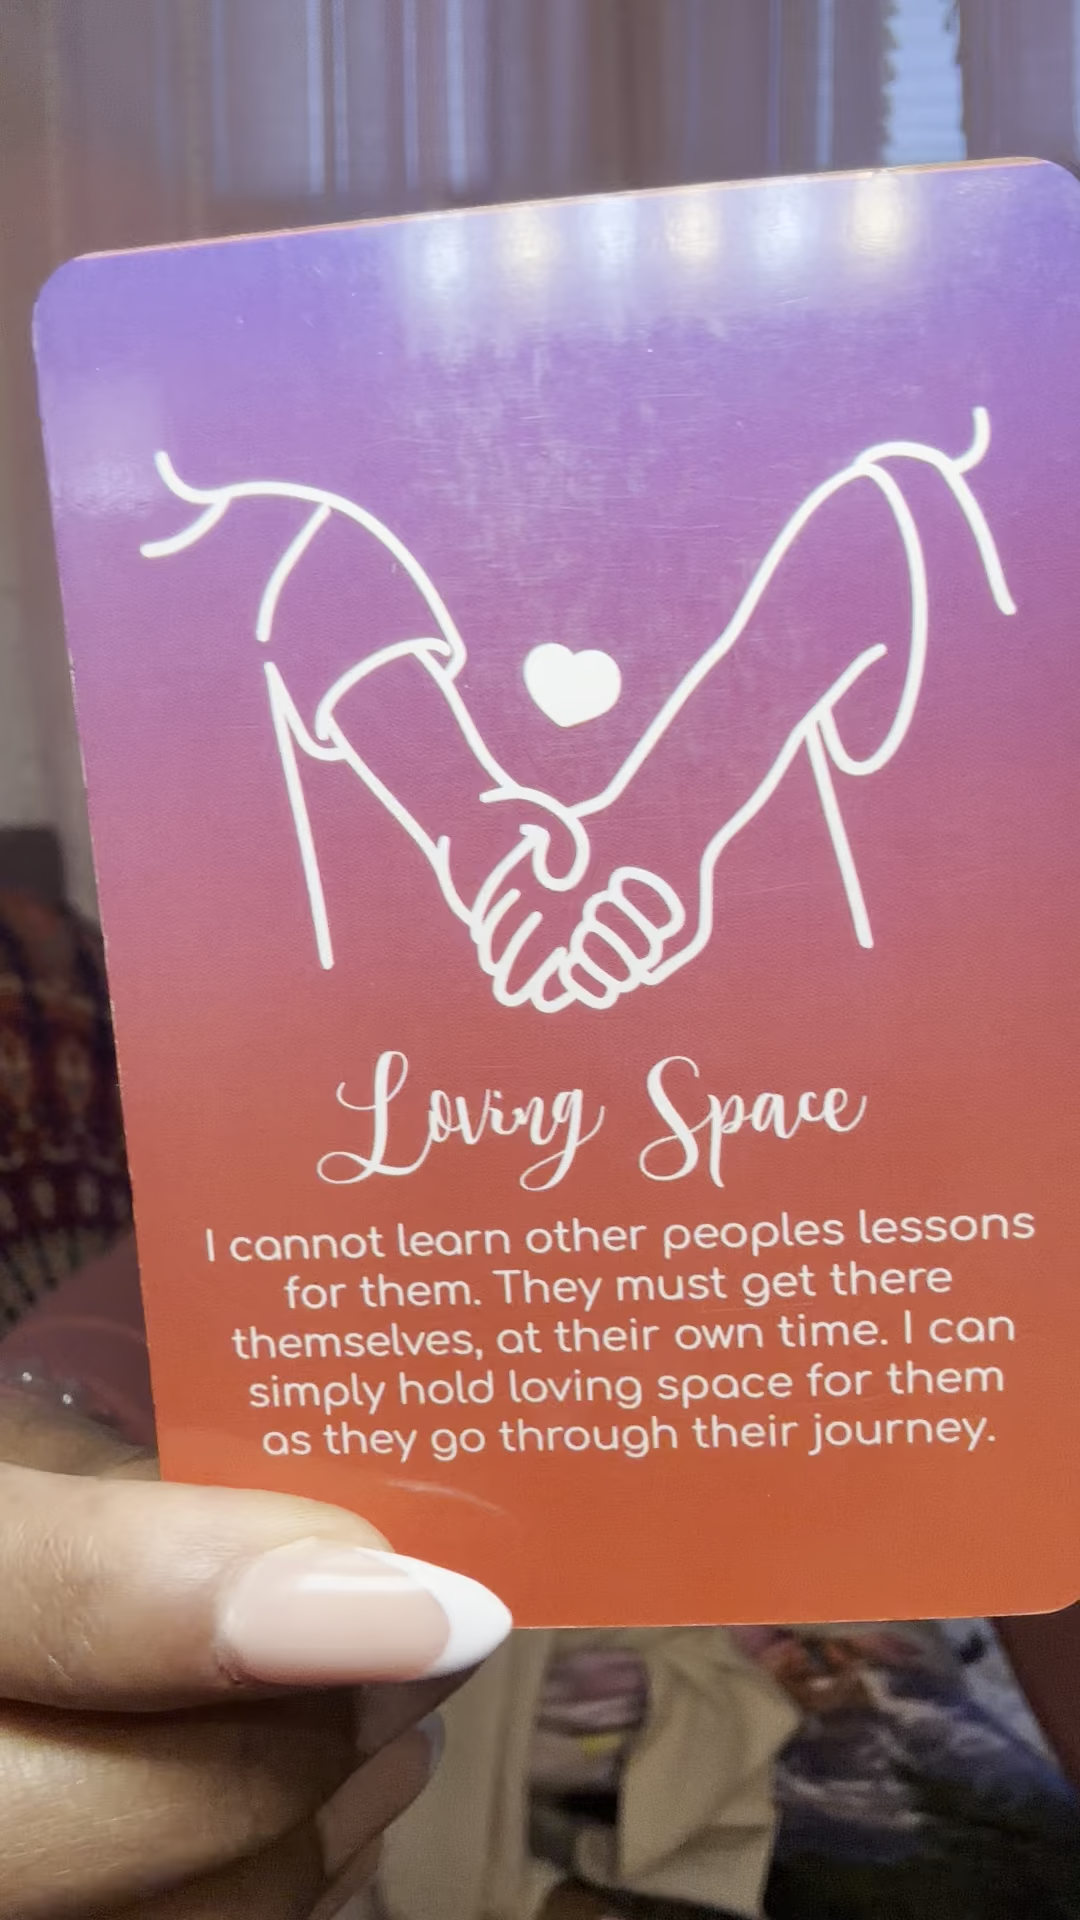 Loving Space
I cannot learn other peoples lessons
for them. They must get there
themselves, at their own time. I can
simply hold loving space for them
as they go through their journey.